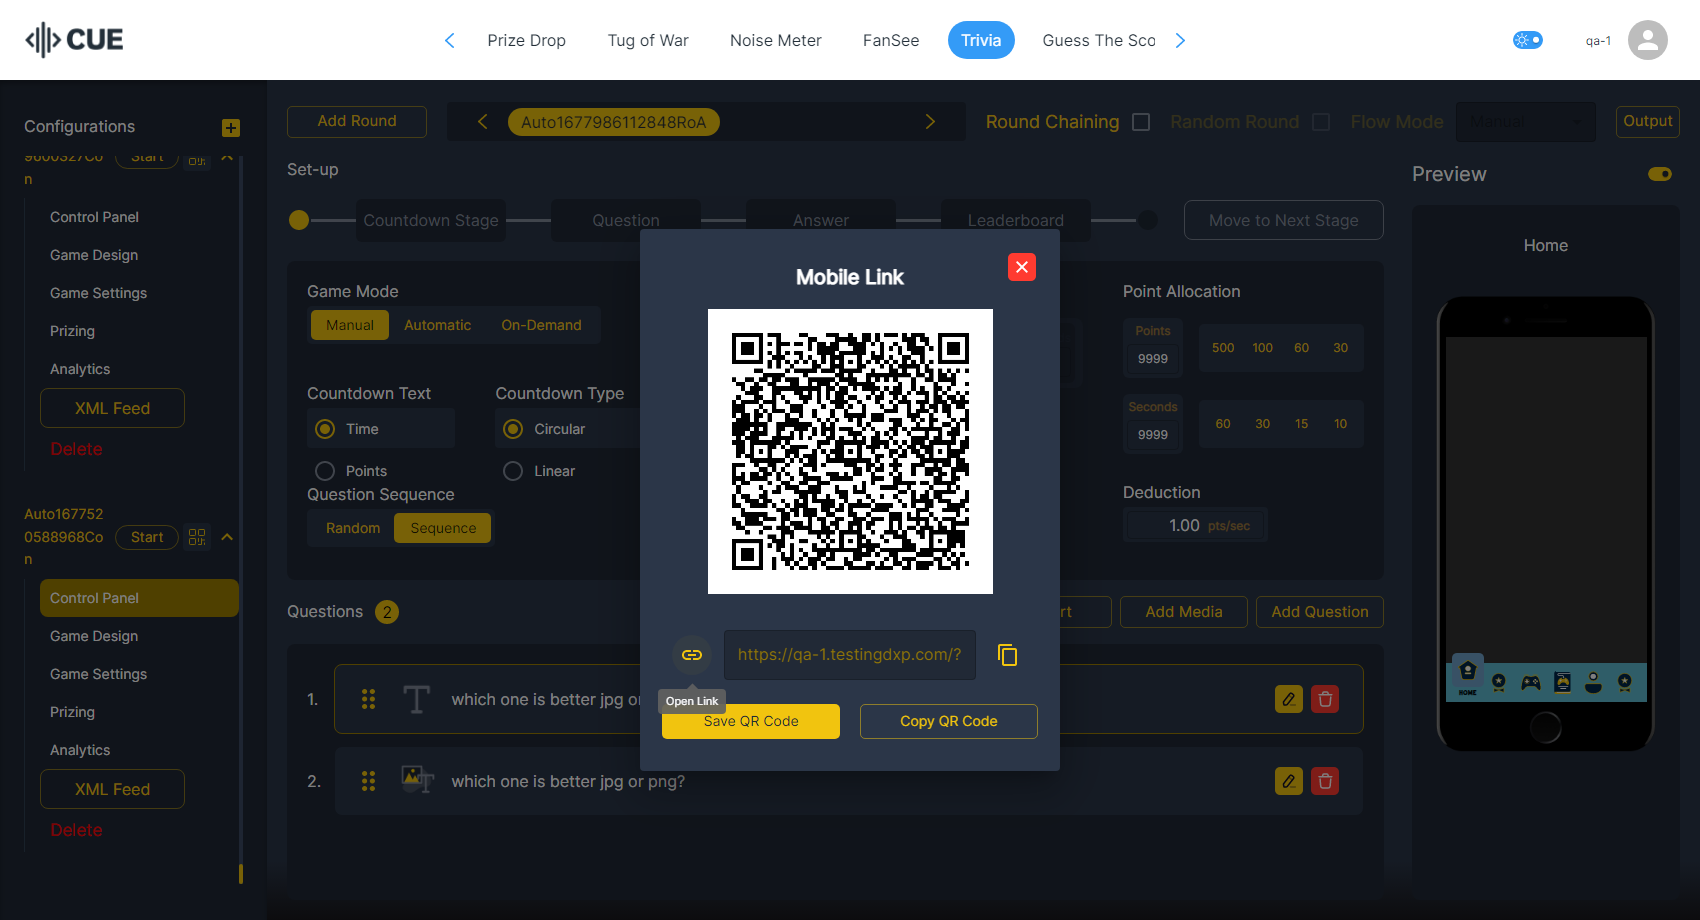 CUE
Prize Drop
Tug of War
Noise Meter
FanSee
Trivia
Guess The Sco
qa-1
Configurations
Add Round
Auto1677986112848RoA
Round Chaining
Random Round
Flow Mode
Manual
Output
9600327Co
n
Start
Set-up
Preview
Countdown Stage
Question
Answer
Leaderboard
Move to Next Stage
Control Panel
Game Design
Game Settings
Prizing
Analytics
XML Feed
Delete
Game Mode
Manual
Automatic
On-Demand
Countdown Text
Time
Points
Countdown Type
Circular
Linear
Question Sequence
Random
Sequence
Mobile Link
https://qa-1.testingdxp.com/?
Open Link
Save QR Code
Copy QR Code
Point Allocation
Points
9999
500
100
60
30
Seconds
9999
60
30
15
10
Deduction
1.00 pts/sec
Home
HOME
Auto167752
0588968Co
n
Start
Control Panel
Game Design
Game Settings
Prizing
Analytics
XML Feed
Delete
Questions 2
rt
Add Media
Add Question
1.
T
which one is better jpg or
2.
T
which one is better jpg or png?